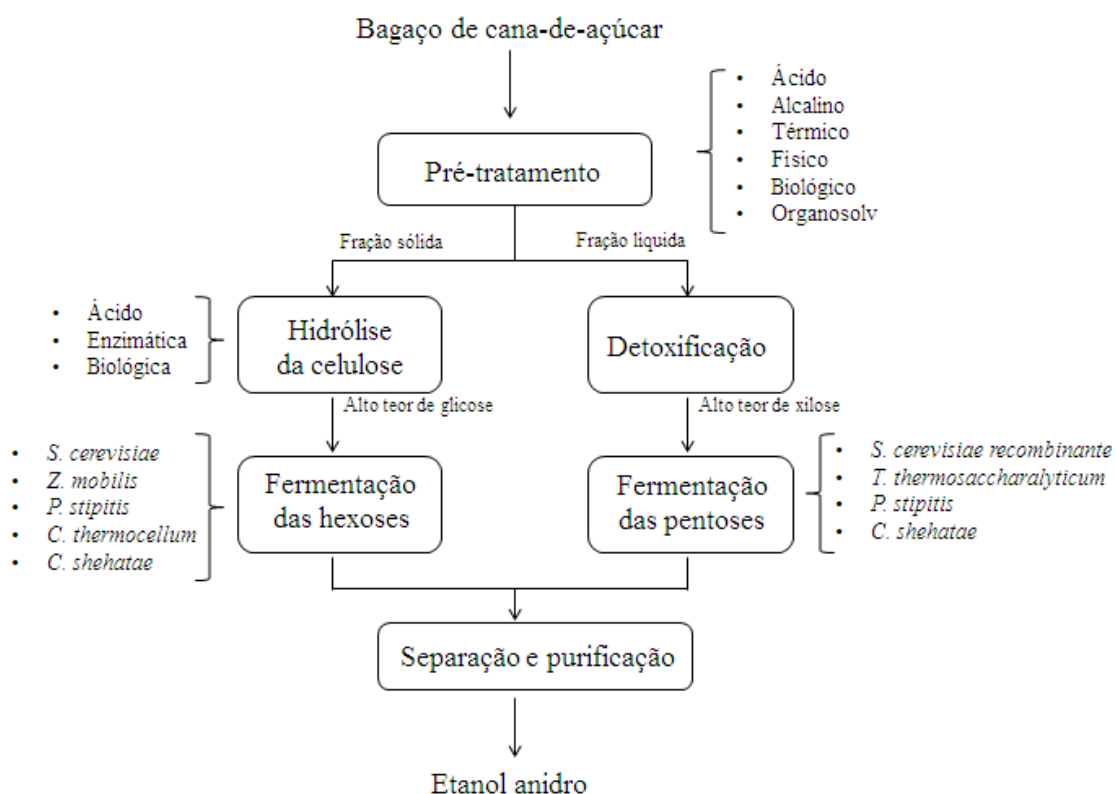 Bagaço de cana-de-açúcar
• Ácido
• Alcalino
• Térmico
• Físico
• Biológico
• Organosolv
Pré-tratamento
Fração sólida
Fração líquida
• Ácido
• Enzimática
• Biológica
Hidrólise
da celulose
Detoxificação
Alto teor de glicose
Alto teor de xilose
• S. cerevisiae
• Z. mobilis
• P. stipitis
• C. thermocellum
• C. shehatae
Fermentação
das hexoses
Fermentação
das pentoses
• S. cerevisiae recombinante
• T. thermosaccharalyticum
• P. stipitis
• C. shehatae
Separação e purificação
Etanol anidro